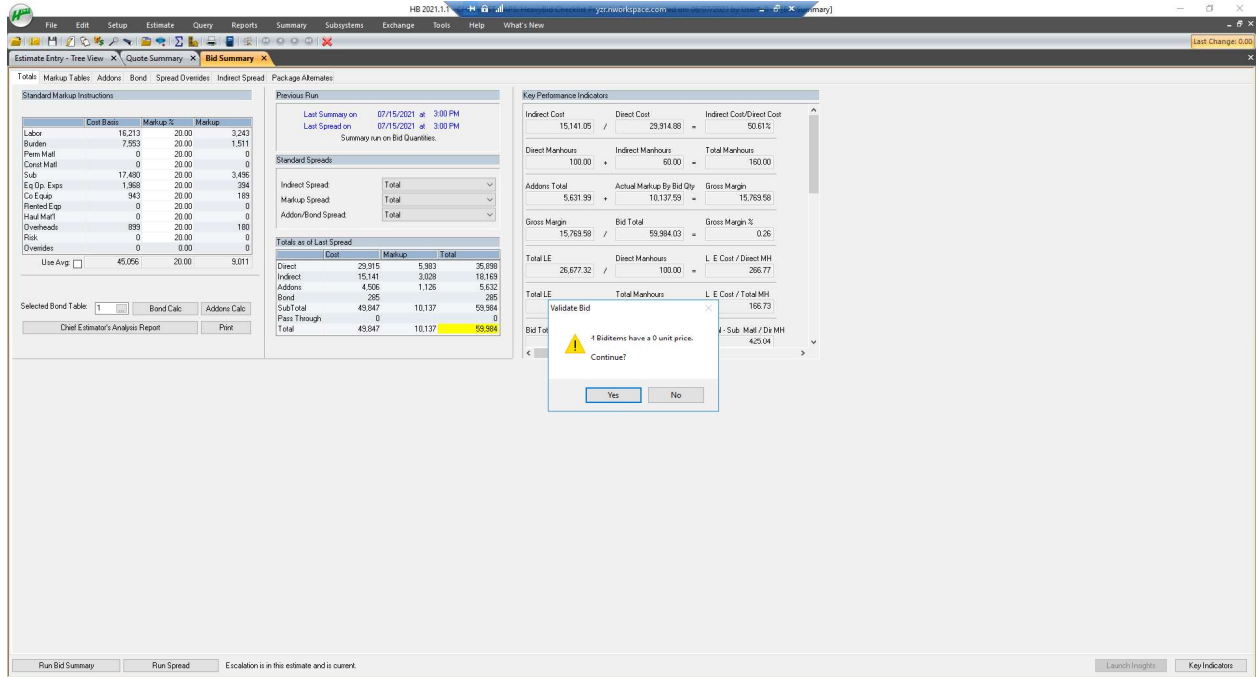 HB 2021.1.1
yzr.nworkspace.com
mmary]
File Edit Setup Estimate Query Reports Summary Subsystems Exchange Tools Help What's New
Last Change: 0.00
Estimate Entry - Tree View X Quote Summary X Bid Summary X
Totals Markup Tables Addons Bond Spread Overrides Indirect Spread Package Alternates
Standard Markup Instructions
Cost Basis Markup % Markup
Labor 16,213 20.00 3,243
Burden 7,553 20.00 1,511
Perm Matl 0 20.00 0
Const Matl 0 20.00 0
Sub 17,480 20.00 3,496
Eq Op. Exps 1,968 20.00 394
Co Equip 943 20.00 189
Rented Eqp 0 20.00 0
Haul Mat'l 0 20.00 0
Overheads 899 20.00 180
Risk 0 20.00 0
Overrides 0 0.00 0
Use Avg: 45,056 20.00 9,011
Selected Bond Table: 1 ... Bond Calc Addons Calc
Chief Estimator's Analysis Report Print
Previous Run
Last Summary on 07/15/2021 at 3:00 PM
Last Spread on 07/15/2021 at 3:00 PM
Summary run on Bid Quantities.
Standard Spreads
Indirect Spread: Total
Markup Spread: Total
Addon/Bond Spread: Total
Totals as of Last Spread
Cost Markup Total
Direct 29,915 5,983 35,898
Indirect 15,141 3,028 18,169
Addons 4,506 1,126 5,632
Bond 285 285
SubTotal 49,847 10,137 59,984
Pass Through 0 0
Total 49,847 10,137 59,984
Key Performance Indicators
Indirect Cost Direct Cost Indirect Cost/Direct Cost
15,141.05 / 29,914.88 = 50.61%
Direct Manhours Indirect Manhours Total Manhours
100.00 + 60.00 = 160.00
Addons Total Actual Markup By Bid Qty Gross Margin
5,631.99 + 10,137.59 = 15,769.58
Gross Margin Bid Total Gross Margin %
15,769.58 / 59,984.03 = 0.26
Total LE Direct Manhours L E Cost / Direct MH
26,677.32 / 100.00 = 266.77
Total LE Total Manhours L E Cost / Total MH
166.73
Bid Tot l - Sub Matl / Dir MH
425.04
Validate Bid
4 Biditems have a 0 unit price.
Continue?
Yes No
Run Bid Summary Run Spread Escalation is in this estimate and is current.
Launch Insights Key Indicators